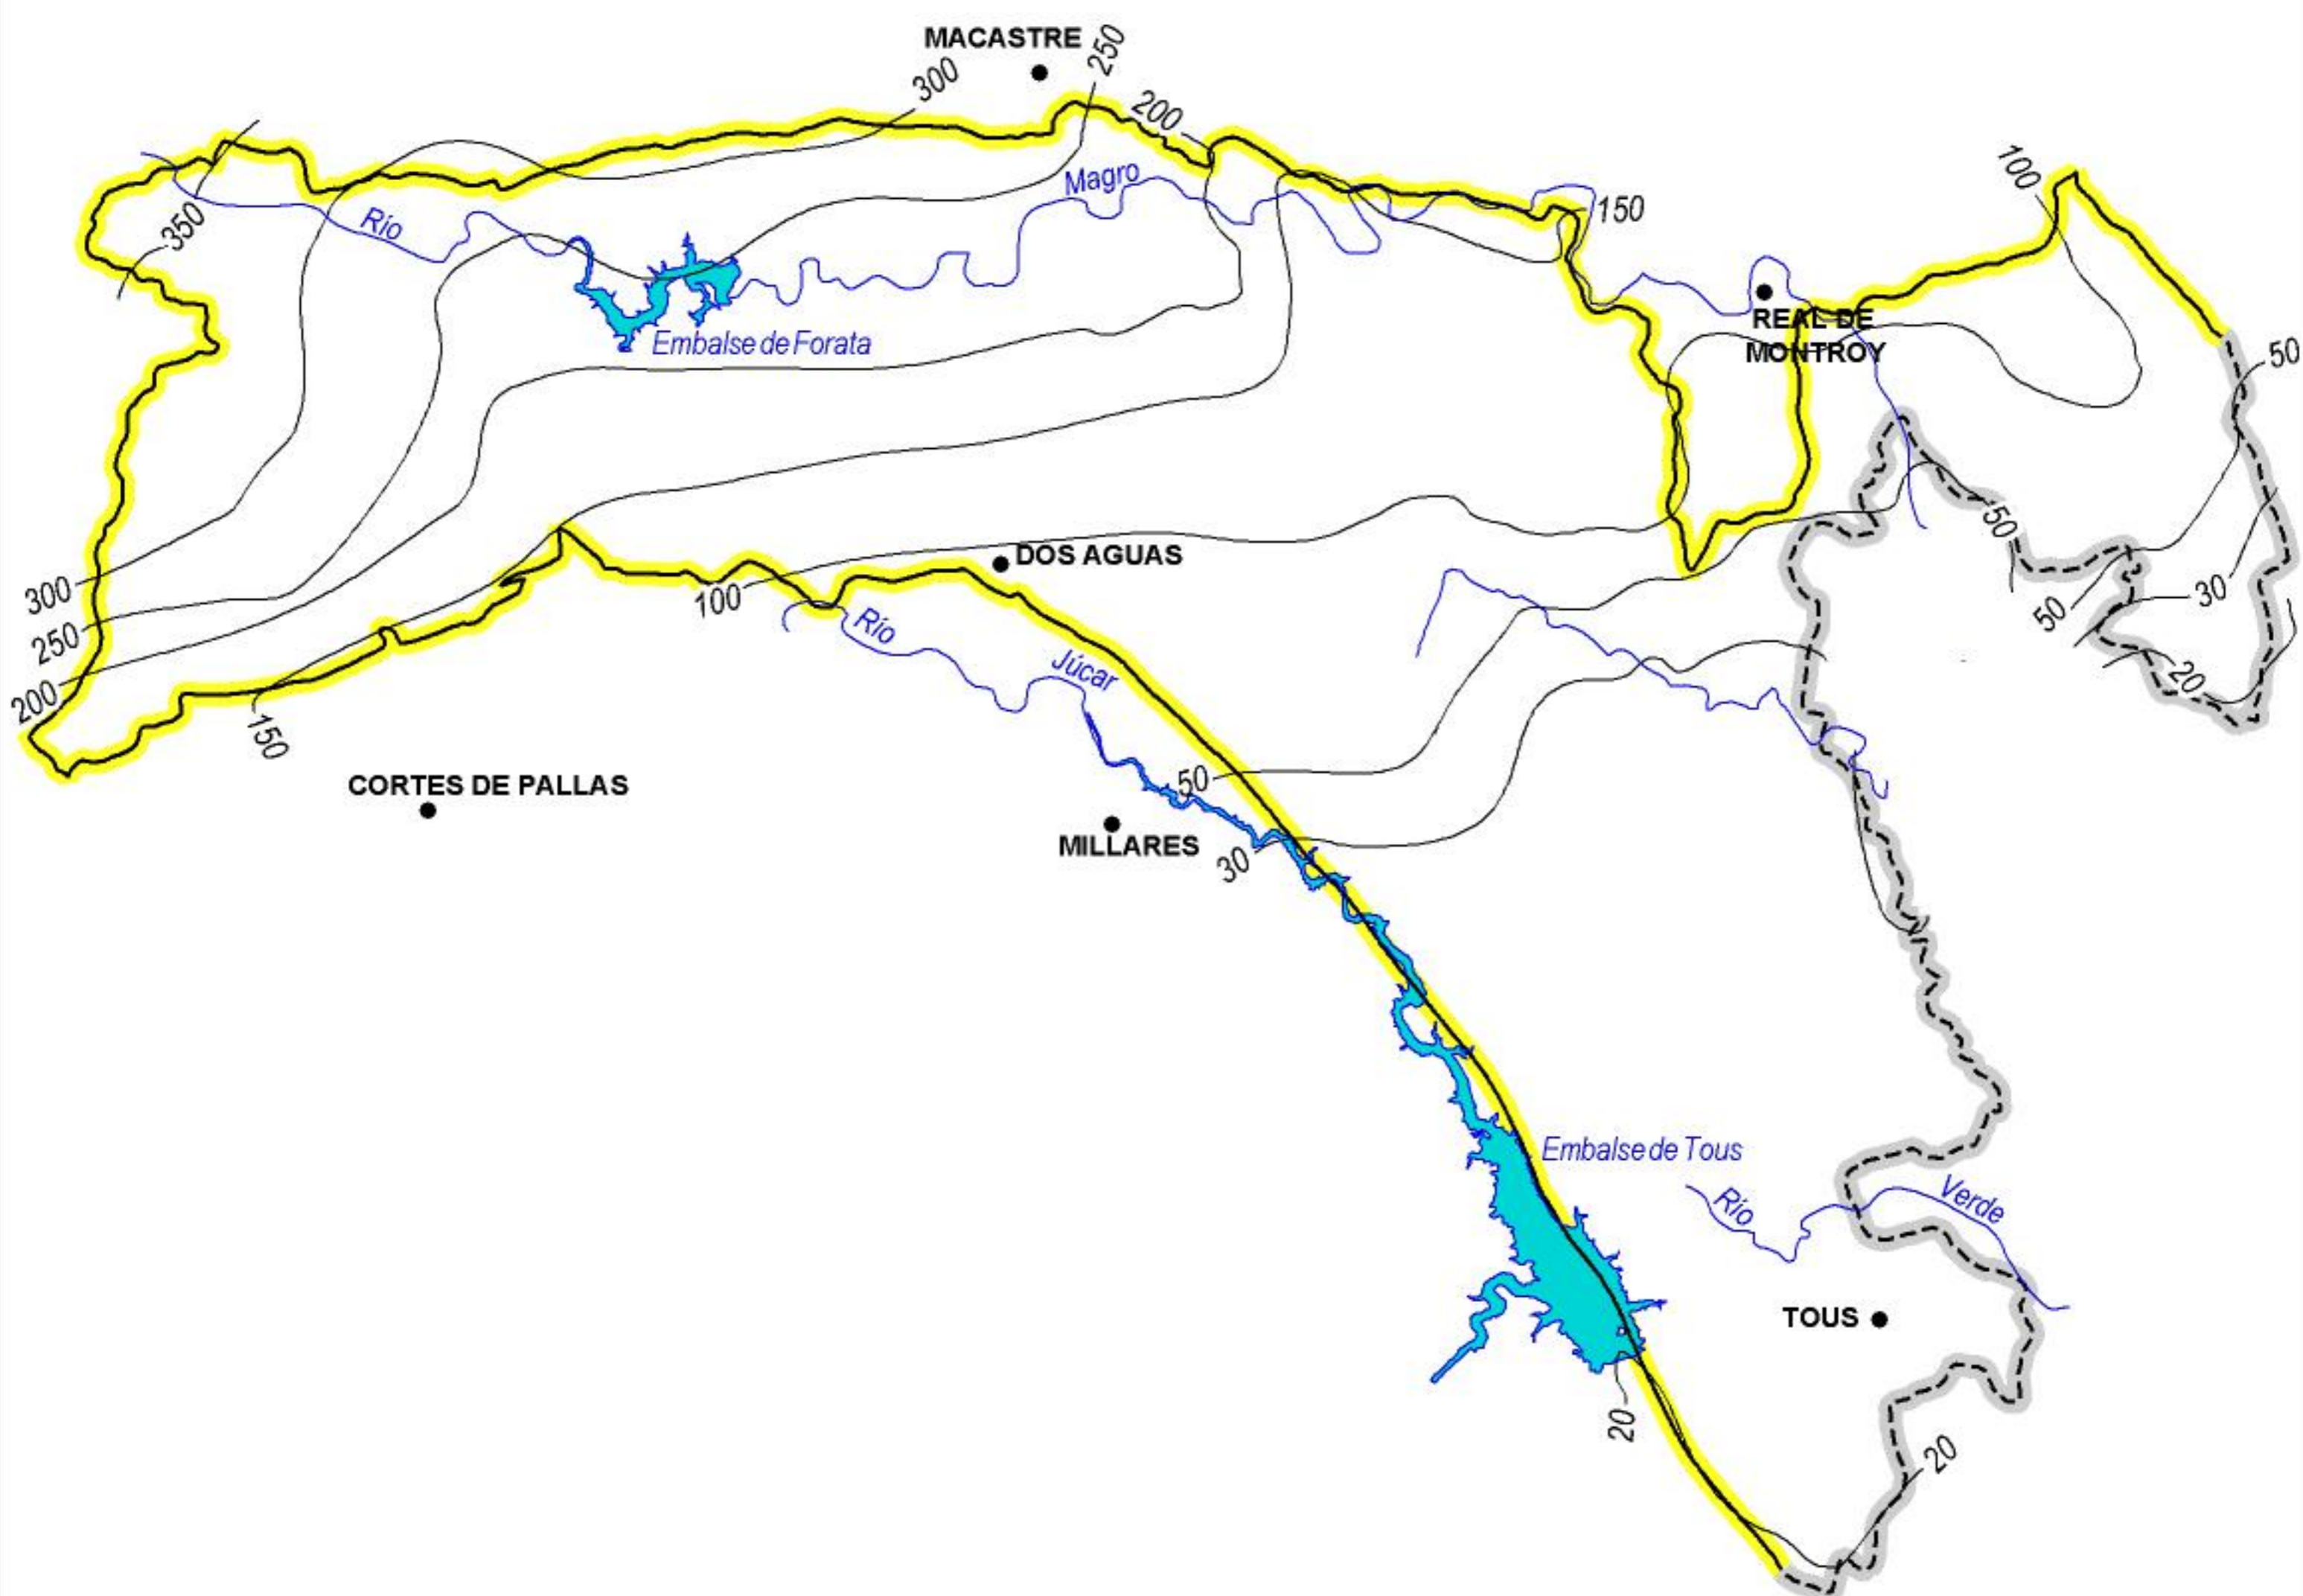 MACASTRE
250
300
200
Magro
100
150
350
Río
REAL DE
MONTROY
Embalse de Forata
50
300
100
DOS AGUAS
50
30
50
250
Río
Júcar
200
20
150
50
CORTES DE PALLAS
MILLARES
30
Embalse de Tous
Río
Verde
TOUS
20
20